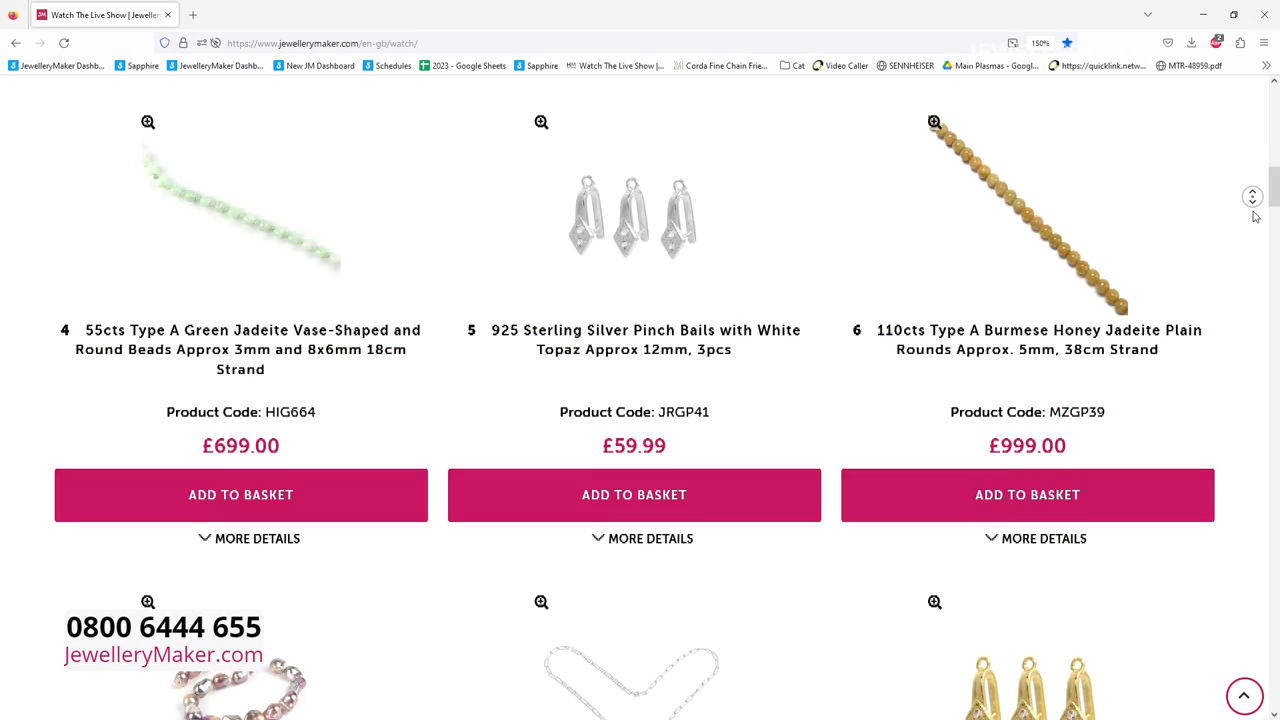 Watch The Live Show | Jeweller
https://www.jewellerymaker.com/en-gb/watch/
150%
2
JewelleryMaker Dashb...
Sapphire
JewelleryMaker Dashb...
New JM Dashboard
Schedules
2023 - Google Sheets
Sapphire
Watch The Live Show |...
Corda Fine Chain Frie...
Cat
Video Caller
SENNHEISER
Main Plasmas - Googl...
https://quicklink.netw...
MTR-48959.pdf
4 55cts Type A Green Jadeite Vase-Shaped and
Round Beads Approx 3mm and 8x6mm 18cm
Strand
Product Code: HIG664
£699.00
ADD TO BASKET
MORE DETAILS
5 925 Sterling Silver Pinch Bails with White
Topaz Approx 12mm, 3pcs
Product Code: JRGP41
£59.99
ADD TO BASKET
MORE DETAILS
6 110cts Type A Burmese Honey Jadeite Plain
Rounds Approx. 5mm, 38cm Strand
Product Code: MZGP39
£999.00
ADD TO BASKET
MORE DETAILS
0800 6444 655
JewelleryMaker.com